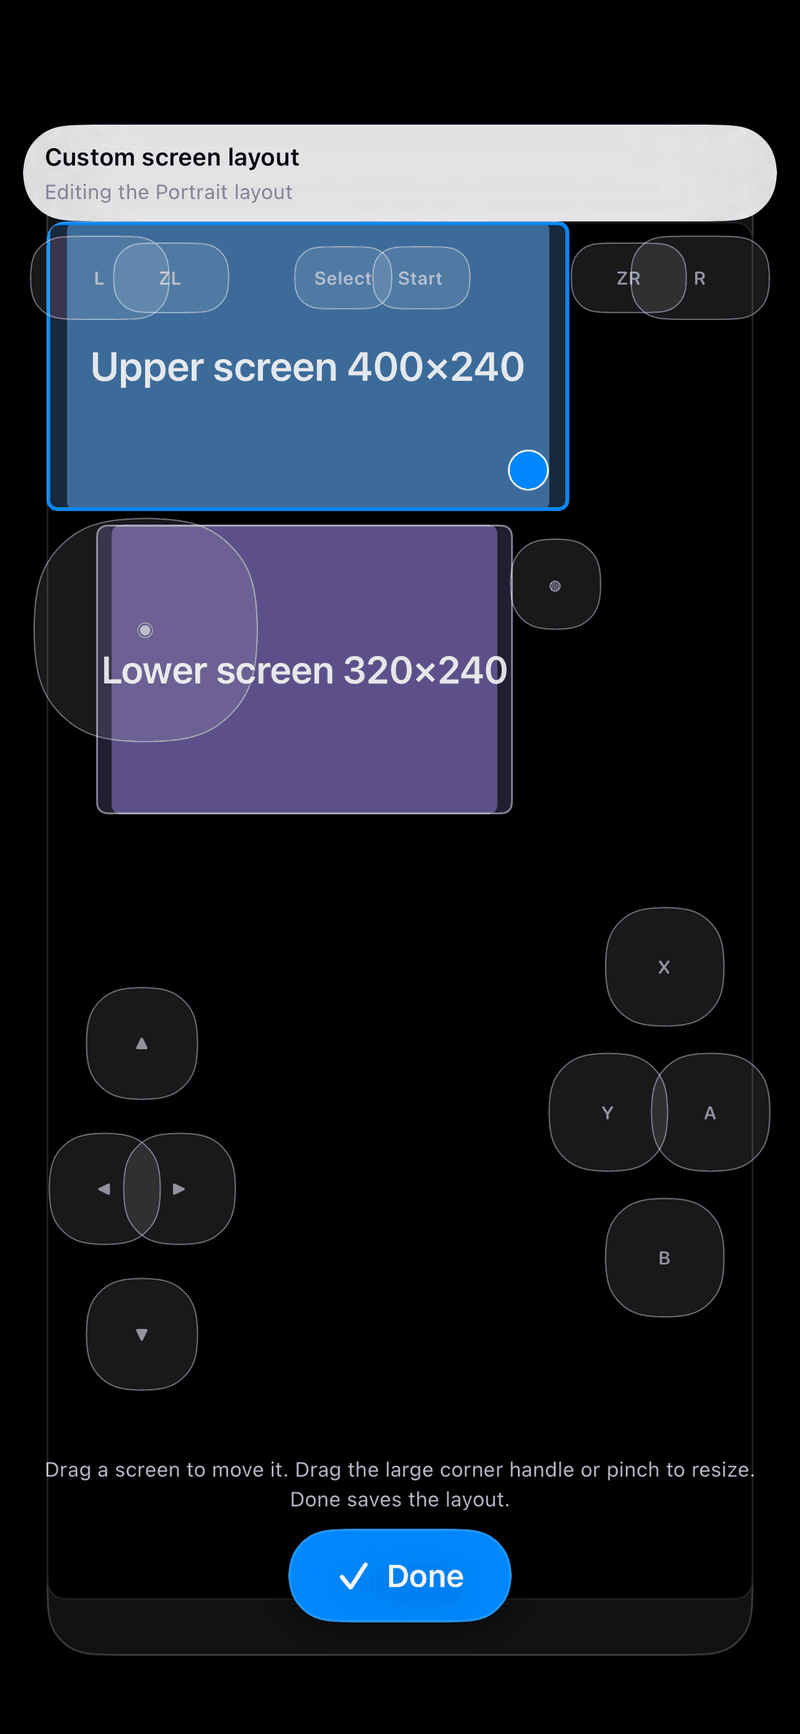 Custom screen layout
Editing the Portrait layout
L ZL Select Start ZR R
Upper screen 400×240
Lower screen 320×240
X
▲
Y A
◀ ▶
B
▼
Drag a screen to move it. Drag the large corner handle or pinch to resize.
Done saves the layout.
✓ Done